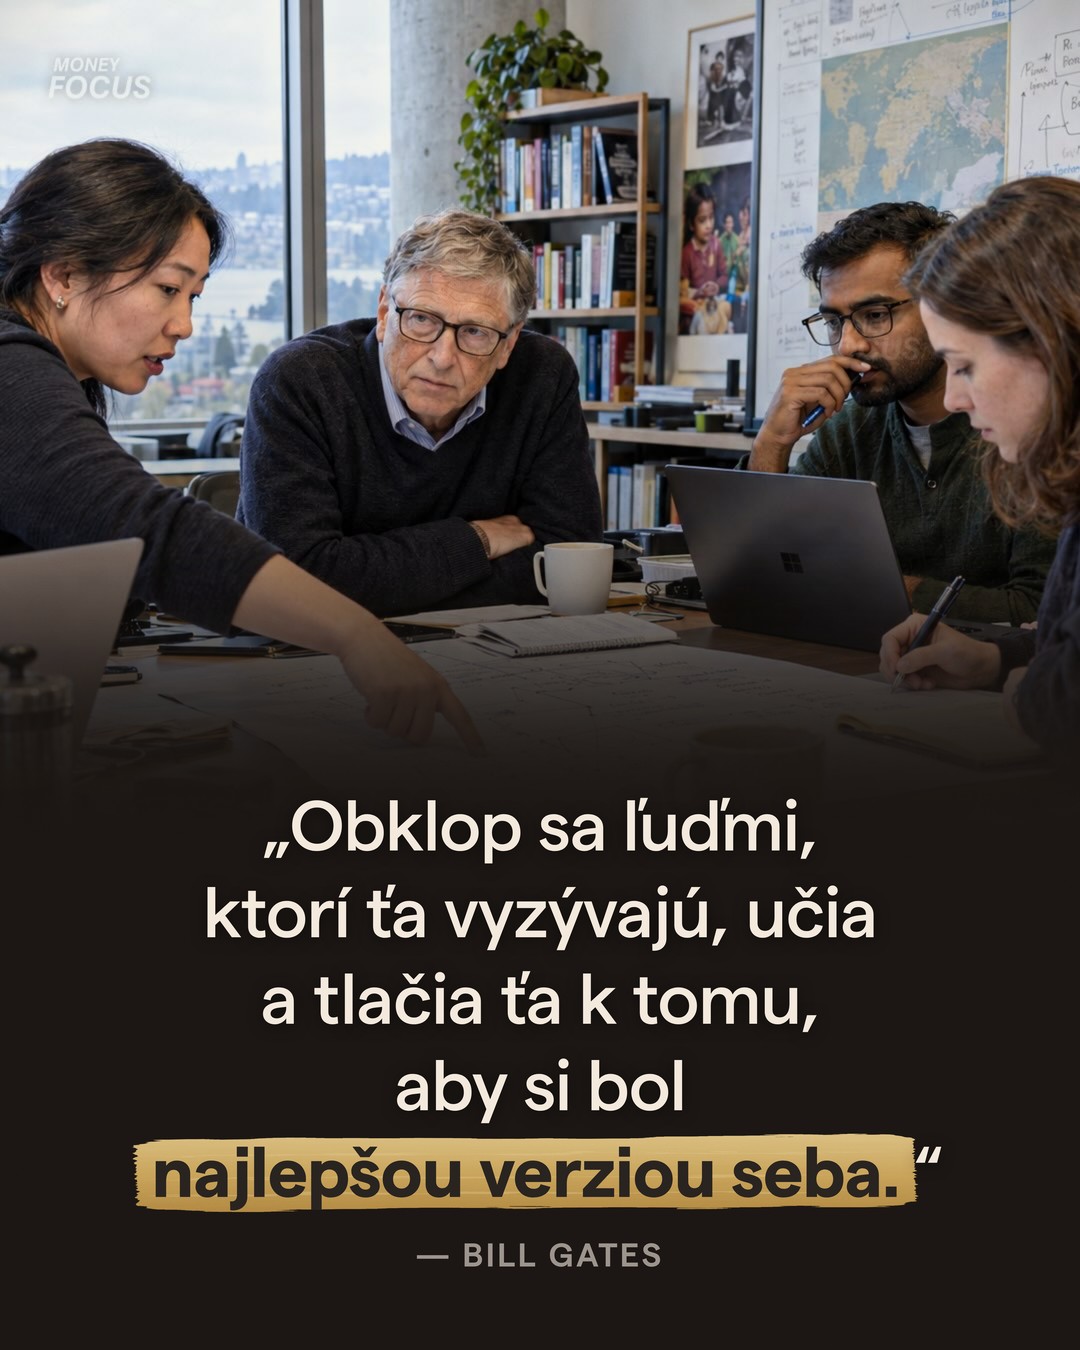 MONEY
FOCUS
„Obklop sa ľuďmi,
ktorí ťa vyzývajú, učia
a tlačia ťa k tomu,
aby si bol
najlepšou verziou seba.“
— BILL GATES